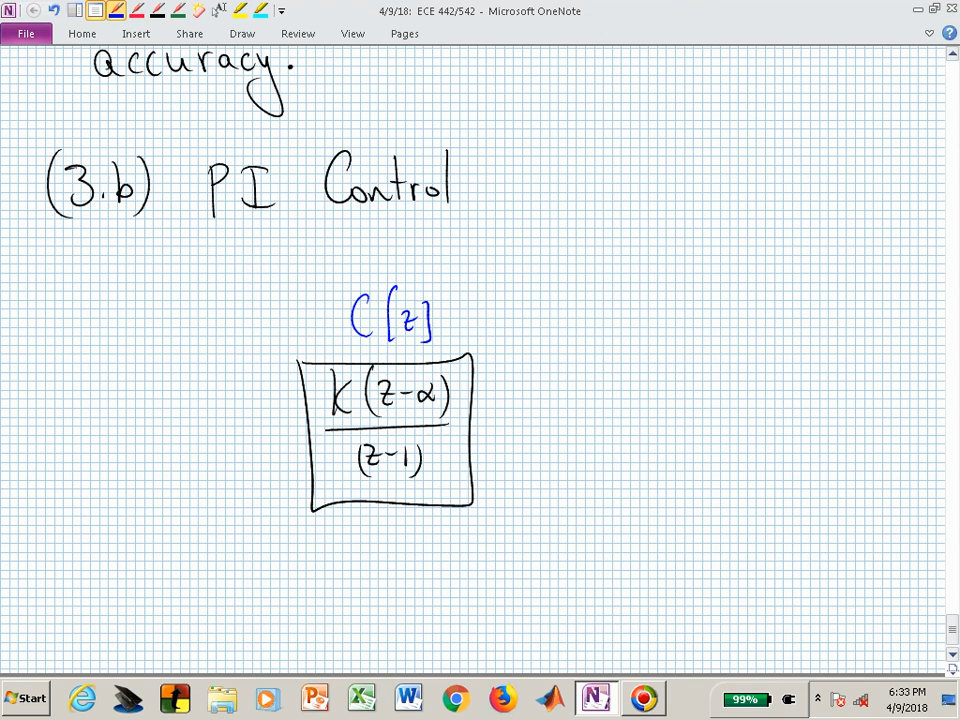 4/9/18: ECE 442/542 - Microsoft OneNote
File Home Insert Share Draw Review View Pages
accuracy.
(3.b) PI Control
C[z]
K(z-α)
(z-1)
Start
99%
6:33 PM
4/9/2018